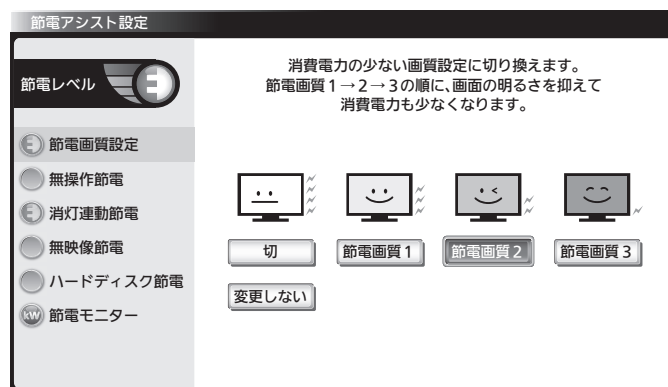 節電アシスト設定
節電レベル
E
消費電力の少ない画質設定に切り換えます。
節電画質1→2→3の順に、画面の明るさを抑えて
消費電力も少なくなります。
E 節電画質設定
無操作節電
E 消灯連動節電
無映像節電
ハードディスク節電
kW 節電モニター
切
節電画質1
節電画質2
節電画質3
変更しない